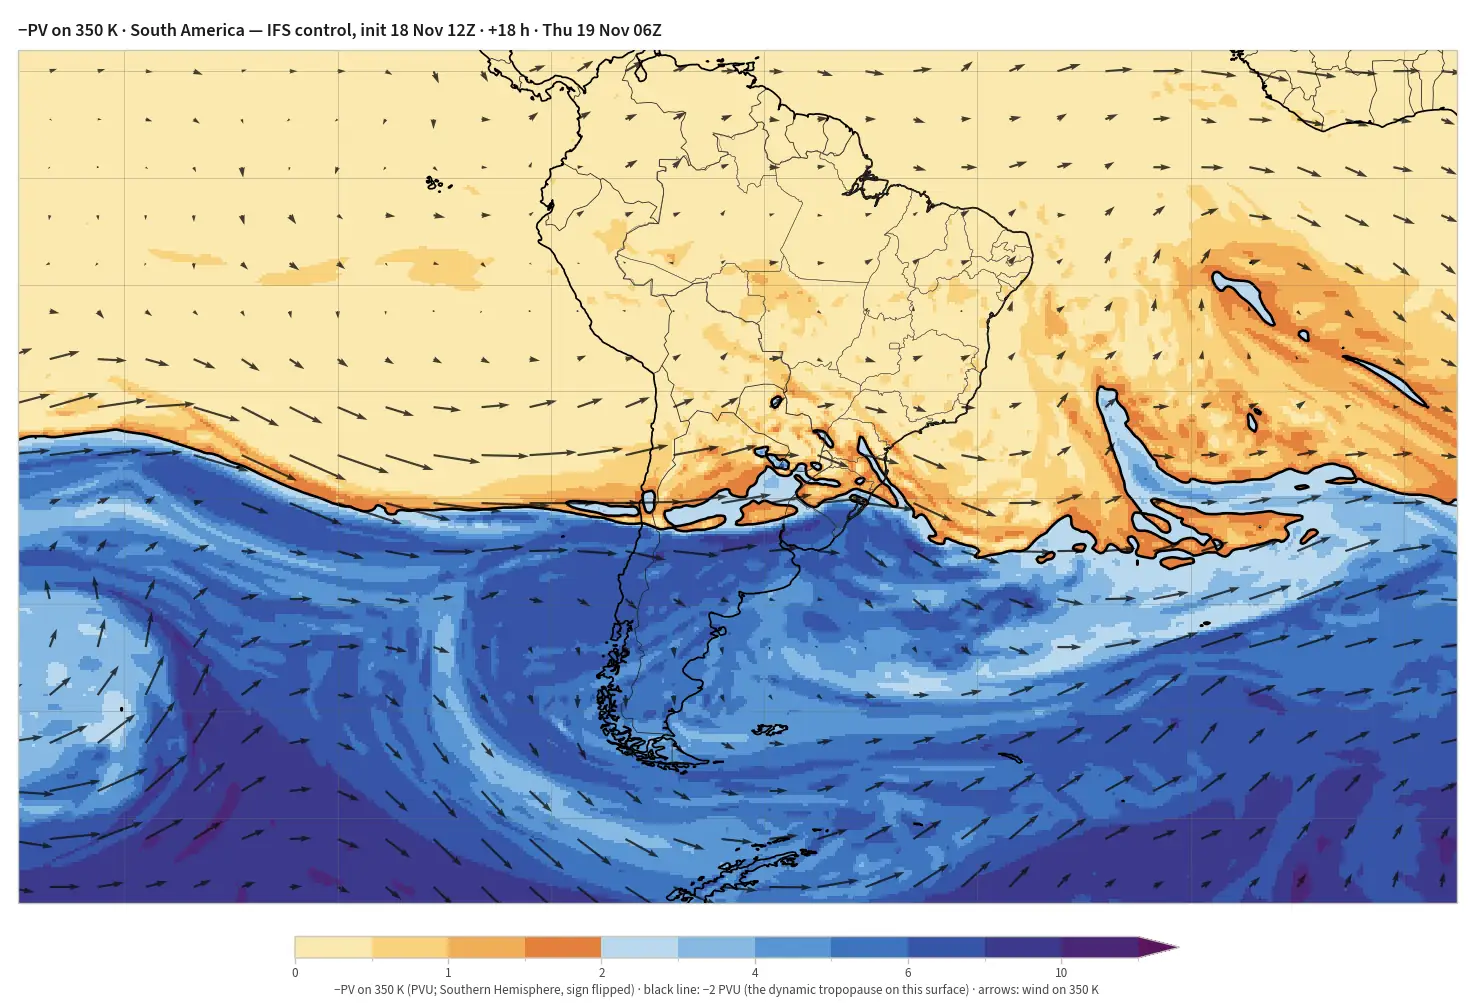 −PV on 350 K · South America — IFS control, init 18 Nov 12Z · +18 h · Thu 19 Nov 06Z
0 1 2 4 6 10
−PV on 350 K (PVU; Southern Hemisphere, sign flipped) · black line: −2 PVU (the dynamic tropopause on this surface) · arrows: wind on 350 K